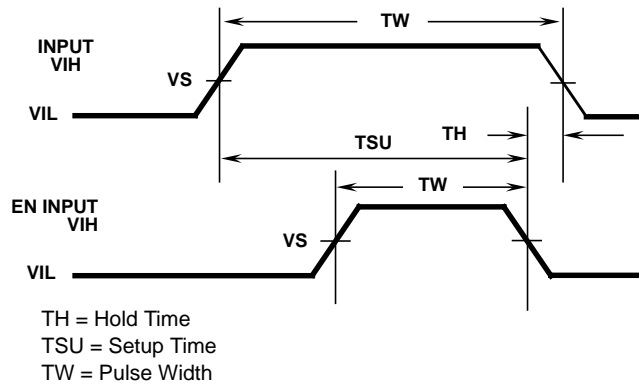 TW
INPUT
VIH
VS
VIL
TH
TSU
TW
EN INPUT
VIH
VS
VIL
TH = Hold Time
TSU = Setup Time
TW = Pulse Width